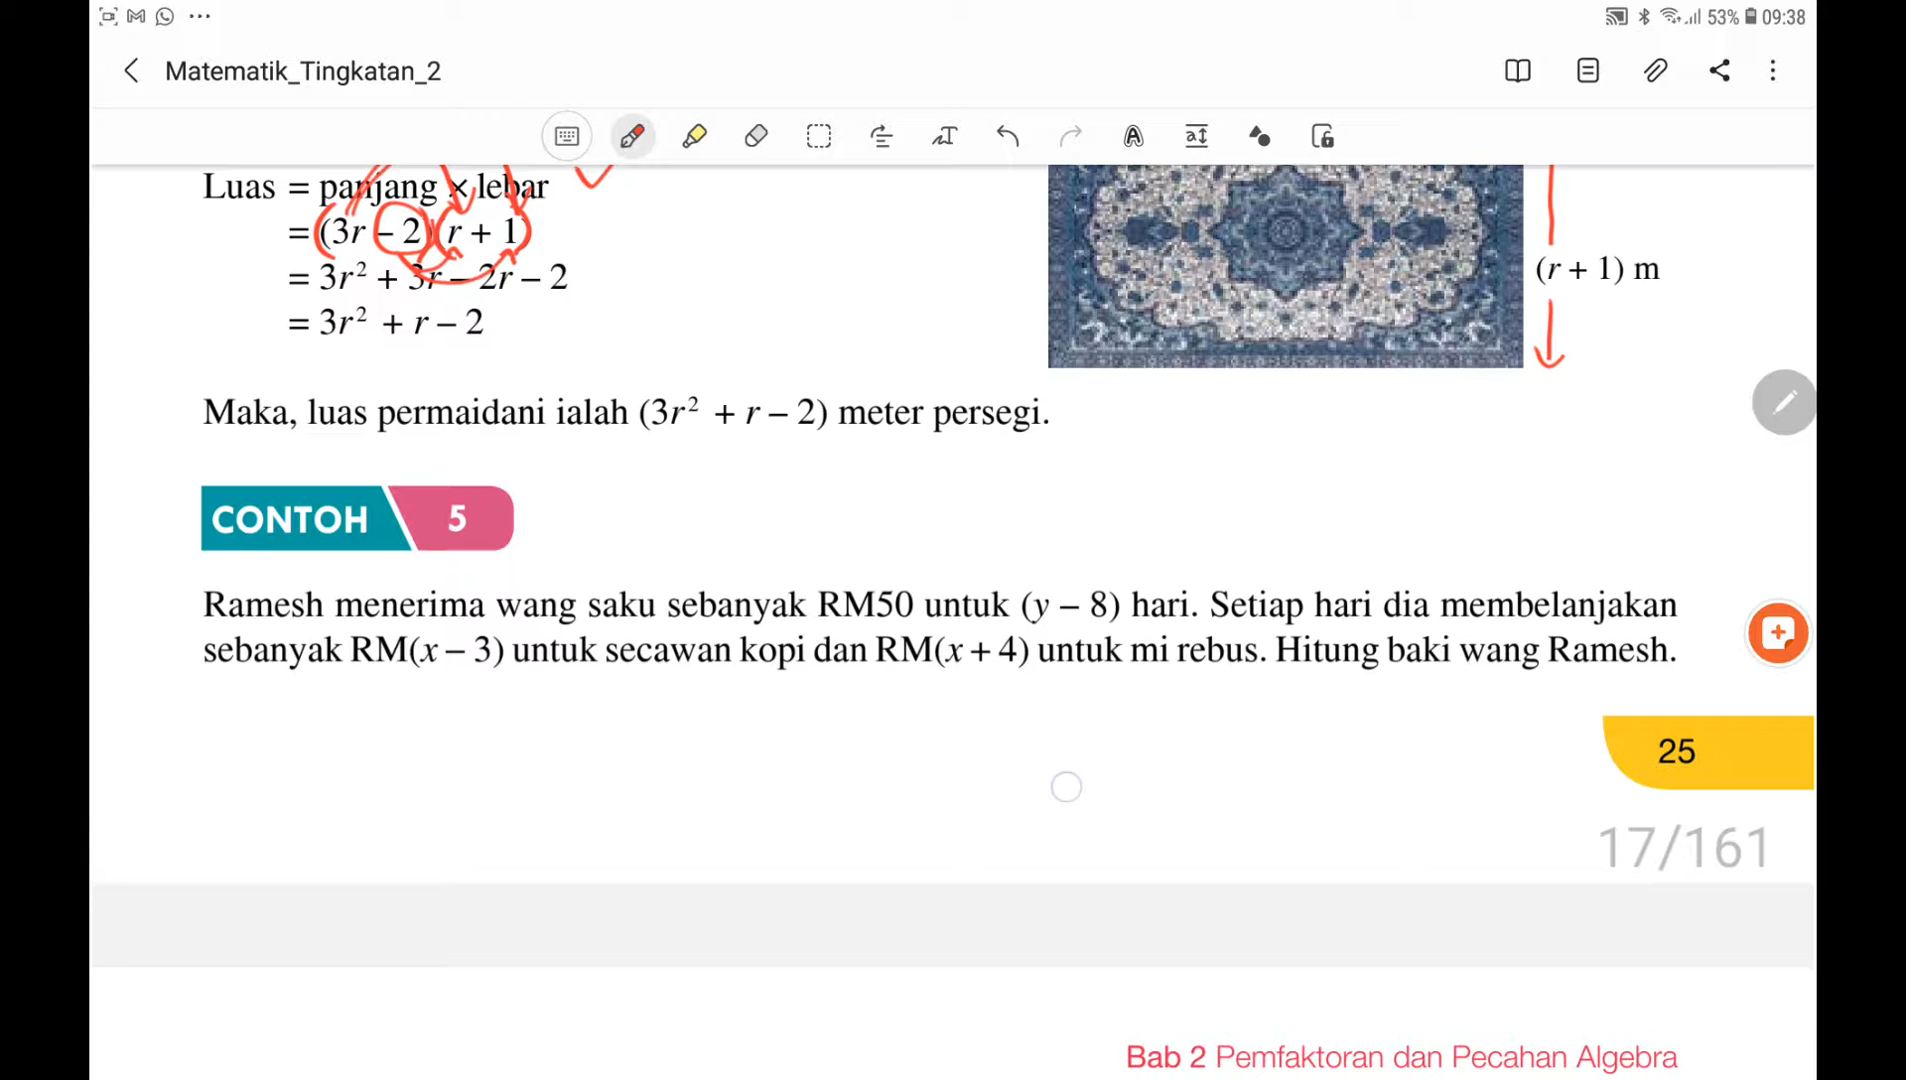 53% 09:38
Matematik_Tingkatan_2
Luas = panjang × lebar
= (3r – 2)(r + 1)
= 3r² + 3r – 2r – 2
= 3r² + r – 2
(r + 1) m
Maka, luas permaidani ialah (3r² + r – 2) meter persegi.
CONTOH 5
Ramesh menerima wang saku sebanyak RM50 untuk (y – 8) hari. Setiap hari dia membelanjakan
sebanyak RM(x – 3) untuk secawan kopi dan RM(x + 4) untuk mi rebus. Hitung baki wang Ramesh.
25
17/161
Bab 2 Pemfaktoran dan Pecahan Algebra